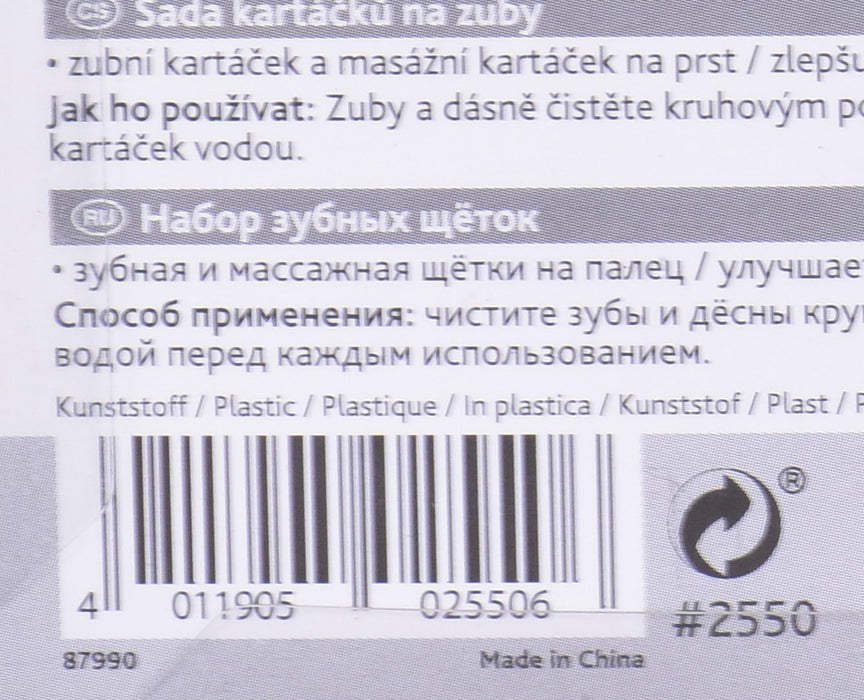 CS Sada kartáčků na zuby
• zubní kartáček a masážní kartáček na prst / zlepšu
Jak ho používat: Zuby a dásně čistěte kruhovým po
kartáček vodou.
RU Набор зубных щёток
• зубная и массажная щётки на палец / улучшае
Способ применения: чистите зубы и дёсны кру
водой перед каждым использованием.
Kunststoff / Plastic / Plastique / In plastica / Kunststof / Plast /
4 011905 025506
®
#2550
87990 Made in China